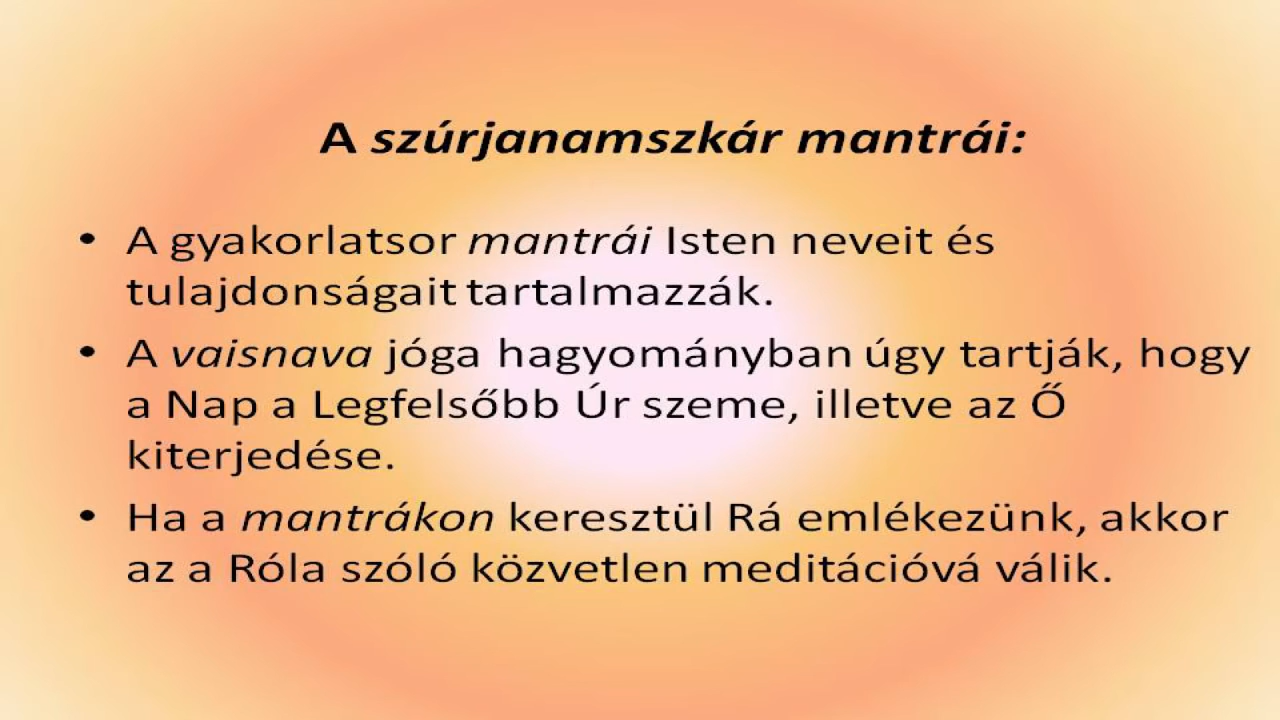 A szúrjanamszkár mantrái:
• A gyakorlatsor mantrái Isten neveit és
tulajdonságait tartalmazzák.
• A vaisnava jóga hagyományban úgy tartják, hogy
a Nap a Legfelsőbb Úr szeme, illetve az Ő
kiterjedése.
• Ha a mantrákon keresztül Rá emlékezünk, akkor
az a Róla szóló közvetlen meditációvá válik.